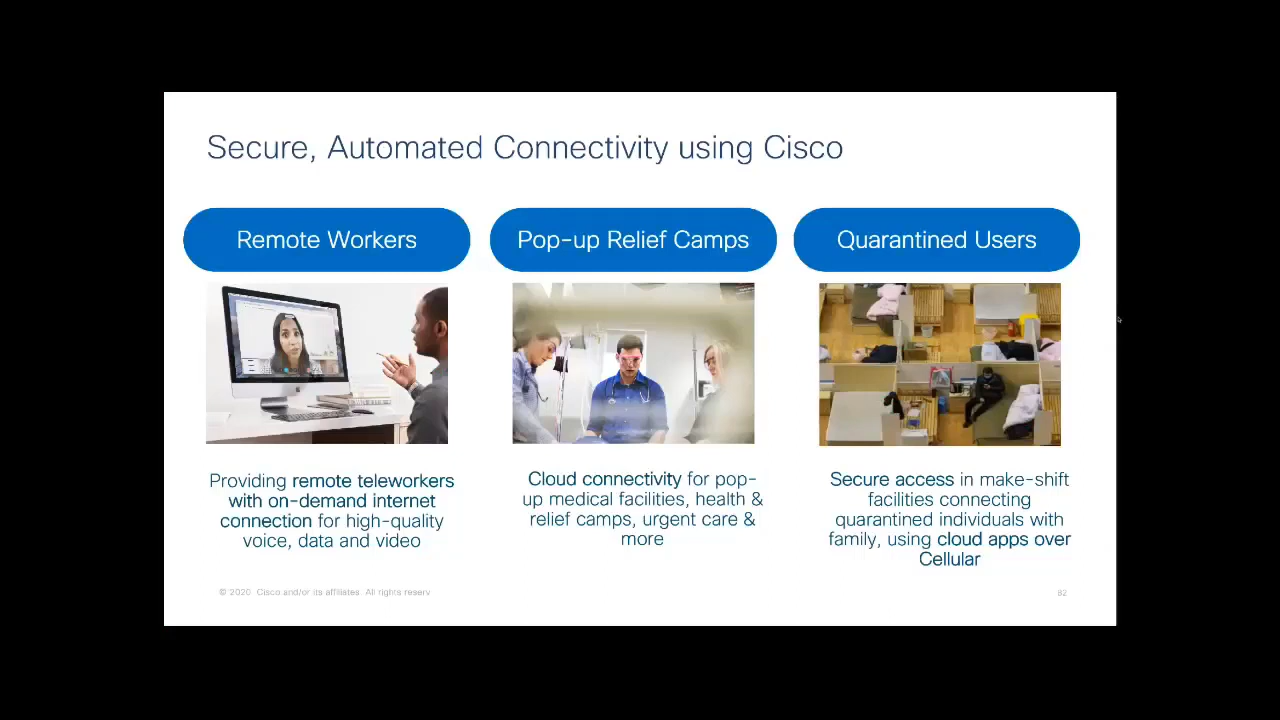 Secure, Automated Connectivity using Cisco
Remote Workers
Pop-up Relief Camps
Quarantined Users
Providing remote teleworkers
with on-demand internet
connection for high-quality
voice, data and video
Cloud connectivity for pop-
up medical facilities, health &
relief camps, urgent care &
more
Secure access in make-shift
facilities connecting
quarantined individuals with
family, using cloud apps over
Cellular
© 2020 Cisco and/or its affiliates. All rights reserv
82